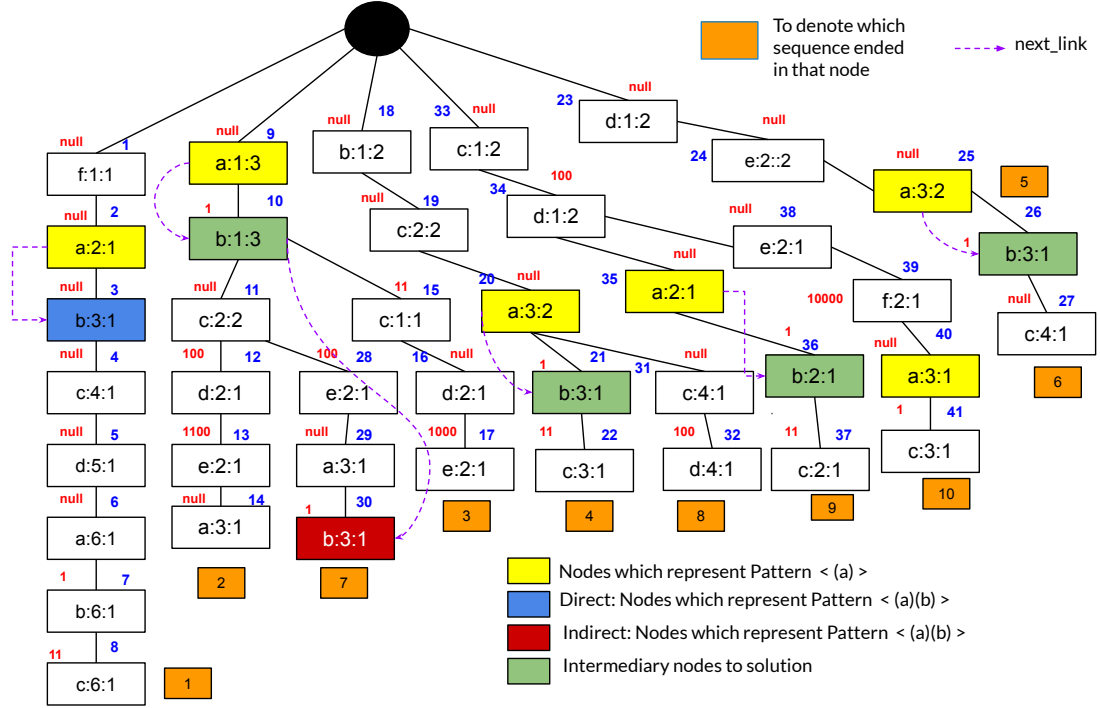 To denote which
sequence ended
in that node
next_link
null 1
f:1:1
null 2
a:2:1
null 3
b:3:1
null 4
c:4:1
null 5
d:5:1
null 6
a:6:1
1 7
b:6:1
11 8
c:6:1
1
null 9
a:1:3
1 10
b:1:3
null 11
c:2:2
100 12
d:2:1
1100 13
e:2:1
null 14
a:3:1
2
100 28
e:2:1
null 29
a:3:1
1 30
b:3:1
7
11 15
c:1:1
16 null
d:2:1
1000 17
e:2:1
3
null 18
b:1:2
null 19
c:2:2
20 null
a:3:2
1 21
b:3:1
11 22
c:3:1
4
31 null
c:4:1
100 32
d:4:1
8
33 null
c:1:2
34 100
d:1:2
35 null
a:2:1
1 36
b:2:1
11 37
c:2:1
9
null 38
e:2:1
10000 39
f:2:1
null 40
a:3:1
1 41
c:3:1
10
23 null
d:1:2
24 null
e:2::2
null 25
a:3:2
5
1 26
b:3:1
null 27
c:4:1
6
Nodes which represent Pattern < (a) >
Direct: Nodes which represent Pattern < (a)(b) >
Indirect: Nodes which represent Pattern < (a)(b) >
Intermediary nodes to solution